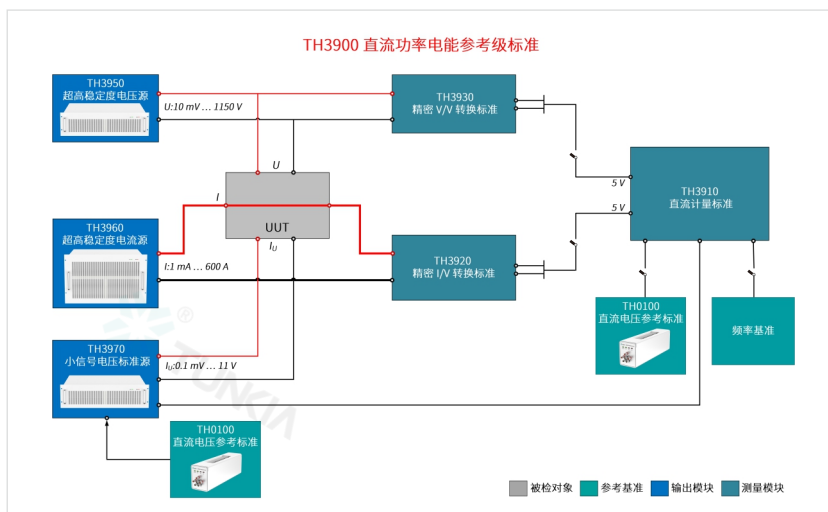 TH3900 直流功率电能参考级标准
TH3950
超高稳定度电压源
U:10 mV … 1150 V
TH3930
精密 V/V 转换标准
U
I
UUT
IU
5 V
5 V
TH3910
直流计量标准
TH3960
超高稳定度电流源
I:1 mA … 600 A
TH3920
精密 I/V 转换标准
TH0100
直流电压参考标准
频率基准
TH3970
小信号电压标准源
IU:0.1 mV … 11 V
TH0100
直流电压参考标准
®
TUNKIA
被检对象
参考基准
输出模块
测量模块